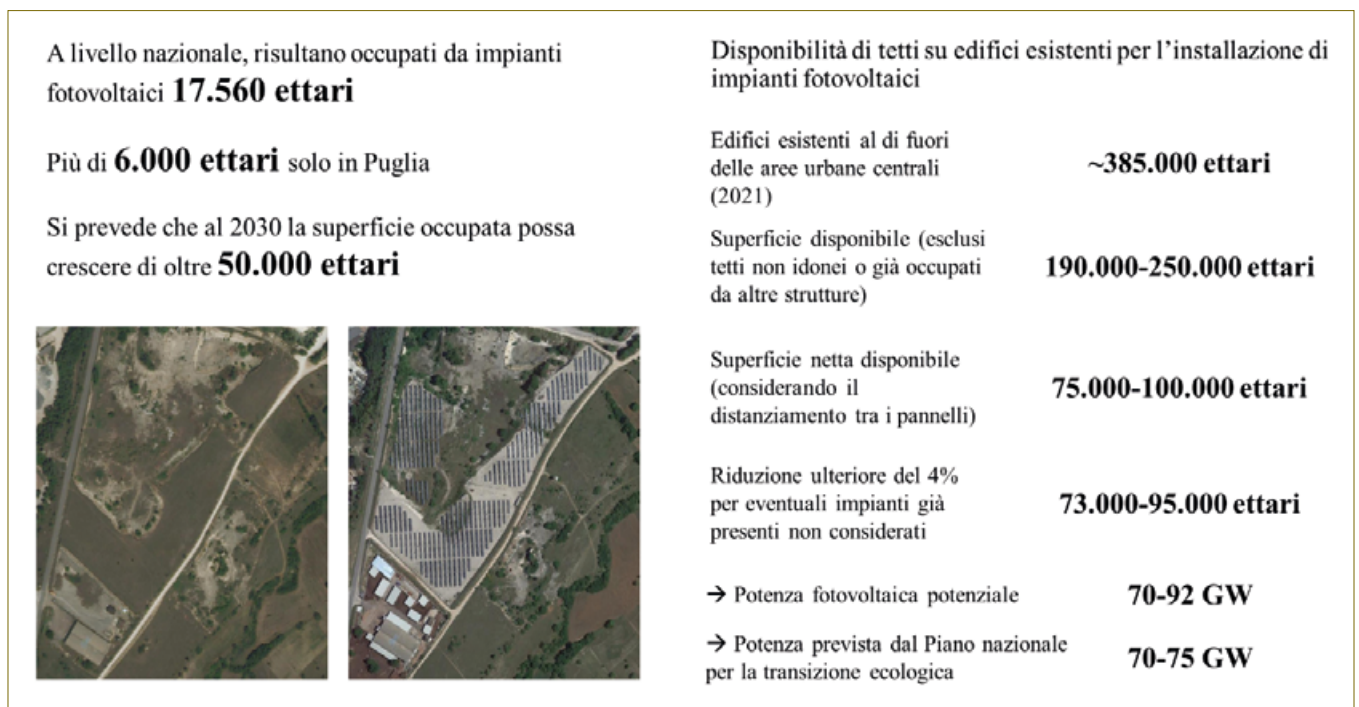 A livello nazionale, risultano occupati da impianti
fotovoltaici 17.560 ettari
Più di 6.000 ettari solo in Puglia
Si prevede che al 2030 la superficie occupata possa
crescere di oltre 50.000 ettari
Disponibilità di tetti su edifici esistenti per l’installazione di
impianti fotovoltaici
Edifici esistenti al di fuori
delle aree urbane centrali
(2021)
~385.000 ettari
Superficie disponibile (esclusi
tetti non idonei o già occupati
da altre strutture)
190.000-250.000 ettari
Superficie netta disponibile
(considerando il
distanziamento tra i pannelli)
75.000-100.000 ettari
Riduzione ulteriore del 4%
per eventuali impianti già
presenti non considerati
73.000-95.000 ettari
→ Potenza fotovoltaica potenziale
70-92 GW
→ Potenza prevista dal Piano nazionale
per la transizione ecologica
70-75 GW